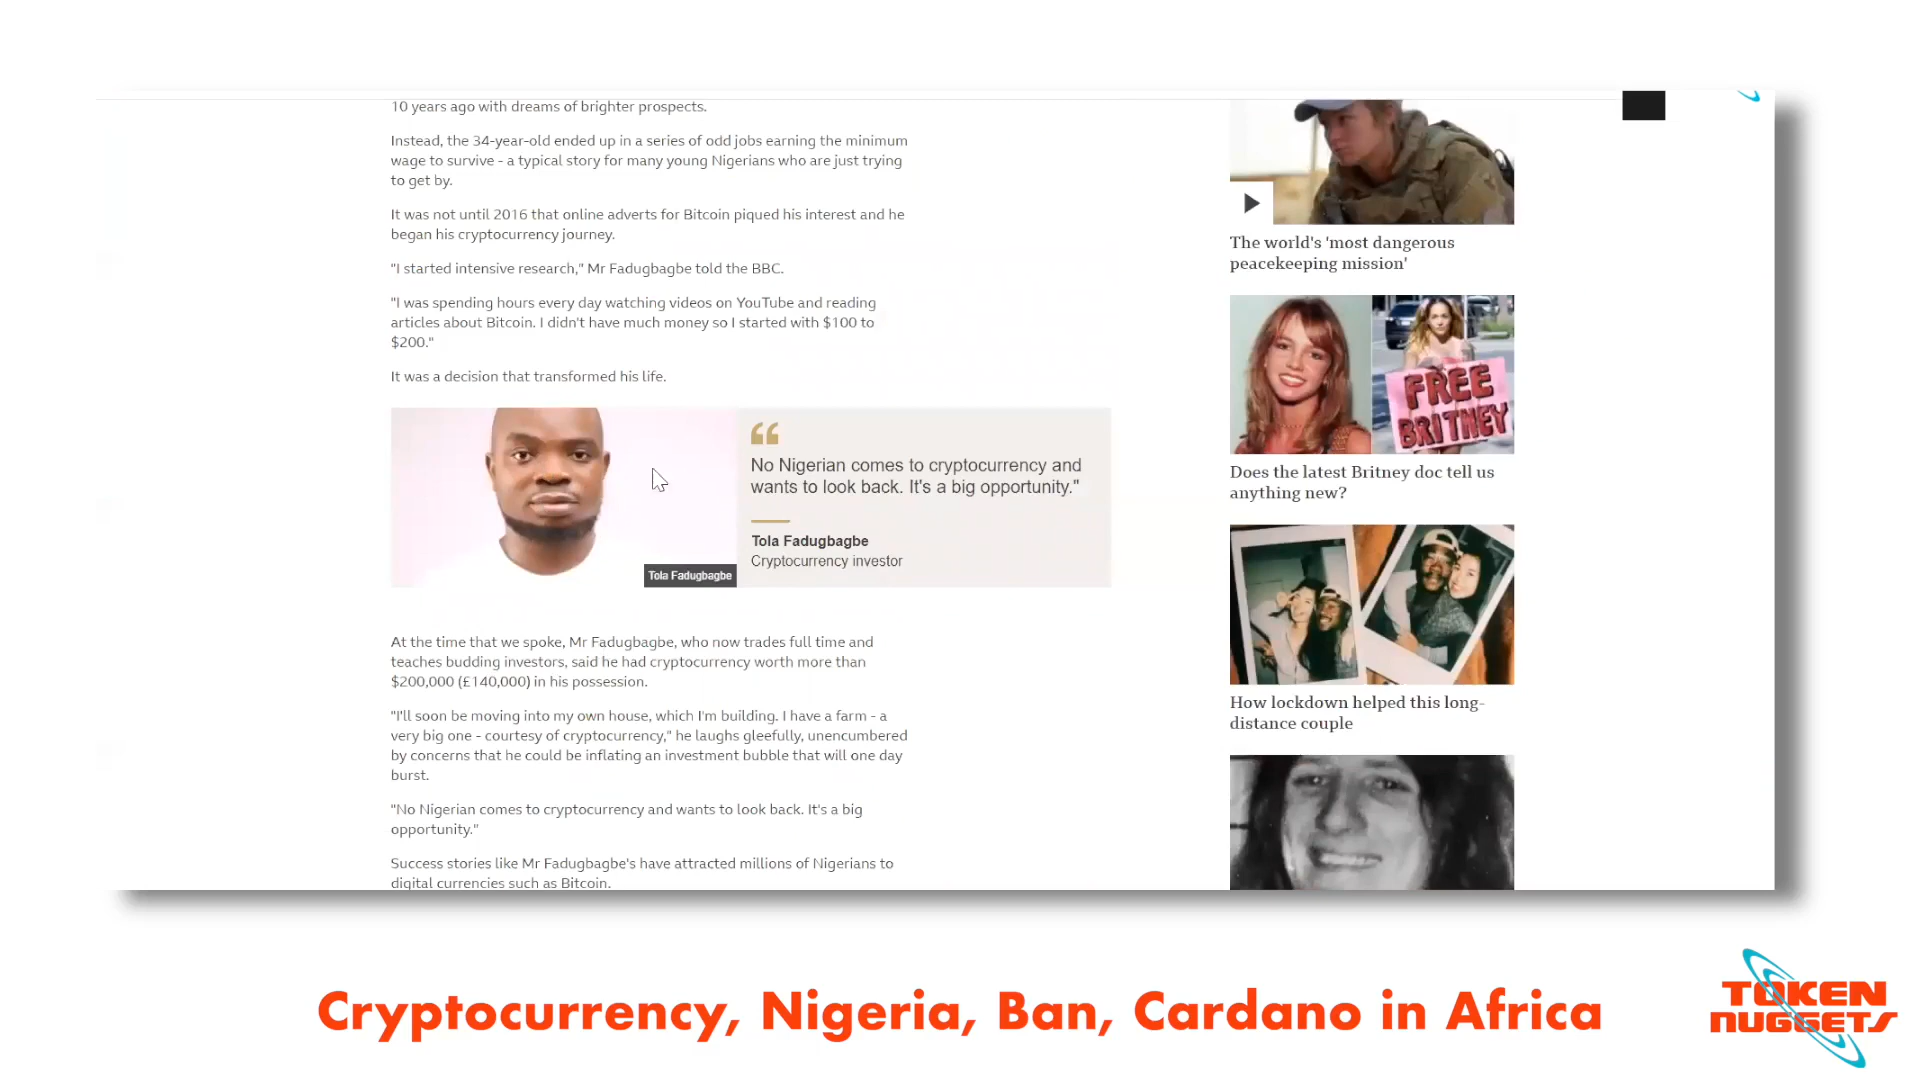 10 years ago with dreams of brighter prospects.
Instead, the 34-year-old ended up in a series of odd jobs earning the minimum
wage to survive - a typical story for many young Nigerians who are just trying
to get by.
It was not until 2016 that online adverts for Bitcoin piqued his interest and he
began his cryptocurrency journey.
"I started intensive research," Mr Fadugbagbe told the BBC.
"I was spending hours every day watching videos on YouTube and reading
articles about Bitcoin. I didn't have much money so I started with $100 to
$200."
It was a decision that transformed his life.
No Nigerian comes to cryptocurrency and
wants to look back. It's a big opportunity."
Tola Fadugbagbe
Cryptocurrency investor
Tola Fadugbagbe
At the time that we spoke, Mr Fadugbagbe, who now trades full time and
teaches budding investors, said he had cryptocurrency worth more than
$200,000 (£140,000) in his possession.
"I'll soon be moving into my own house, which I'm building. I have a farm - a
very big one - courtesy of cryptocurrency," he laughs gleefully, unencumbered
by concerns that he could be inflating an investment bubble that will one day
burst.
"No Nigerian comes to cryptocurrency and wants to look back. It's a big
opportunity."
Success stories like Mr Fadugbagbe's have attracted millions of Nigerians to
digital currencies such as Bitcoin.
The world's 'most dangerous
peacekeeping mission'
FREE
BRITNEY
Does the latest Britney doc tell us
anything new?
How lockdown helped this long-
distance couple
Cryptocurrency, Nigeria, Ban, Cardano in Africa
TOKEN
NUGGETS